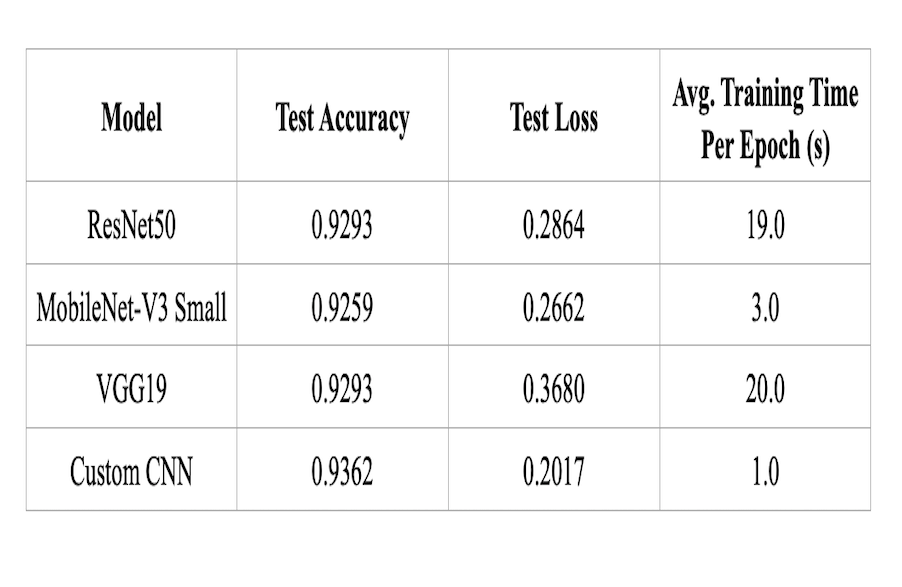 Model Test Accuracy Test Loss Avg. Training Time Per Epoch (s)
ResNet50 0.9293 0.2864 19.0
MobileNet-V3 Small 0.9259 0.2662 3.0
VGG19 0.9293 0.3680 20.0
Custom CNN 0.9362 0.2017 1.0